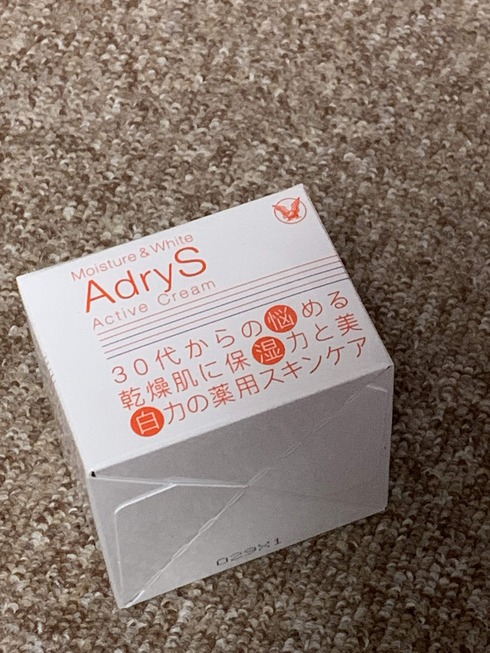 Moisture & White
AdryS
Active Cream
30代からの悩める
乾燥肌に保湿力と美
白力の薬用スキンケア
029X1